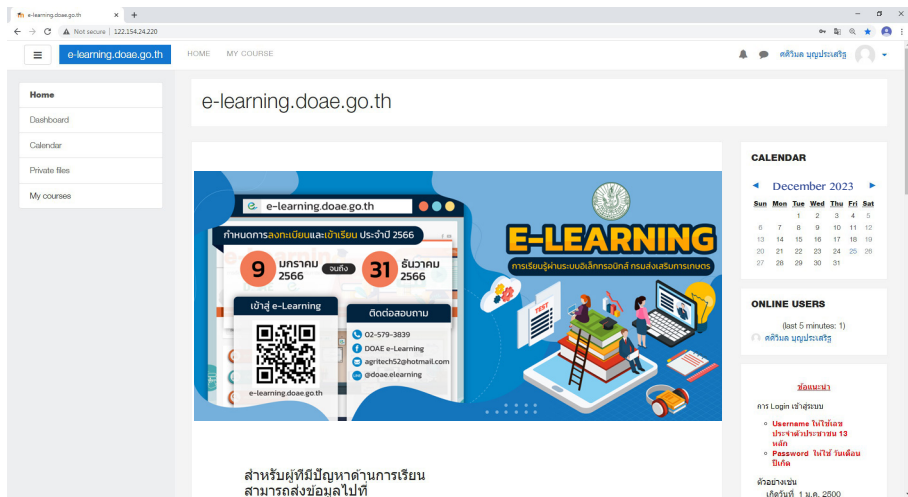 e-learning.doae.go.th
Not secure | 122.154.24.220
e-learning.doae.go.th
HOME MY COURSE
ศศิวิมล บุญประเสริฐ
Home
Dashboard
Calendar
Private files
My courses
e-learning.doae.go.th
e-learning.doae.go.th
กำหนดการลงทะเบียนและเข้าเรียน ประจำปี 2566
9 มกราคม 2566 จนถึง 31 ธันวาคม 2566
เข้าสู่ e-Learning
e-learning.doae.go.th
ติดต่อสอบถาม
02-579-3839
DOAE e-Learning
agritech52@hotmail.com
@doae.elearning
E-LEARNING
การเรียนรู้ผ่านระบบอิเล็กทรอนิกส์ กรมส่งเสริมการเกษตร
TEST
สำหรับผู้ที่มีปัญหาด้านการเรียน
สามารถส่งข้อมูลไปที่
CALENDAR
◄ December 2023 ►
Sun Mon Tue Wed Thu Fri Sat
1 2 3 4 5
6 7 8 9 10 11 12
13 14 15 16 17 18 19
20 21 22 23 24 25 26
27 28 29 30 31
ONLINE USERS
(last 5 minutes: 1)
ศศิวิมล บุญประเสริฐ
ข้อแนะนำ
การ Login เข้าสู่ระบบ
Username ให้ใช้เลข
ประจำตัวประชาชน 13
หลัก
Password ให้ใช้ วันเดือน
ปีเกิด
ตัวอย่างเช่น
เกิดวันที่ 1 ม.ค. 2500